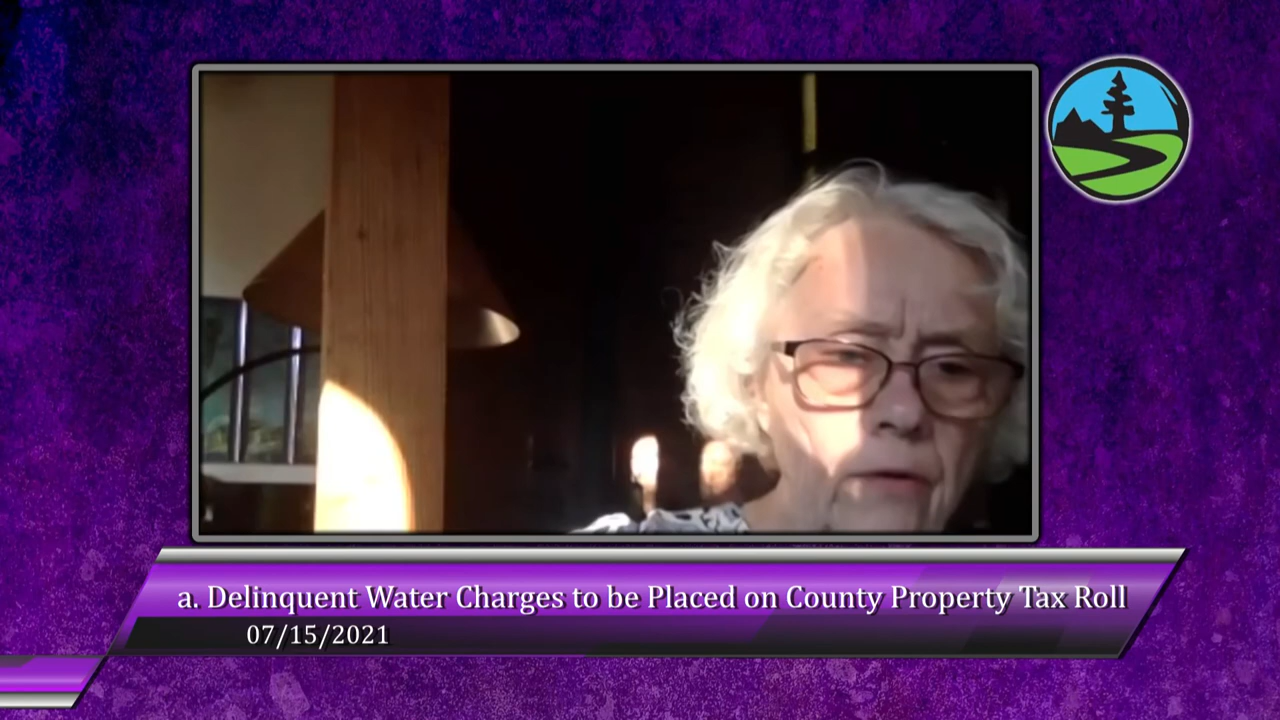 a. Delinquent Water Charges to be Placed on County Property Tax Roll
07/15/2021